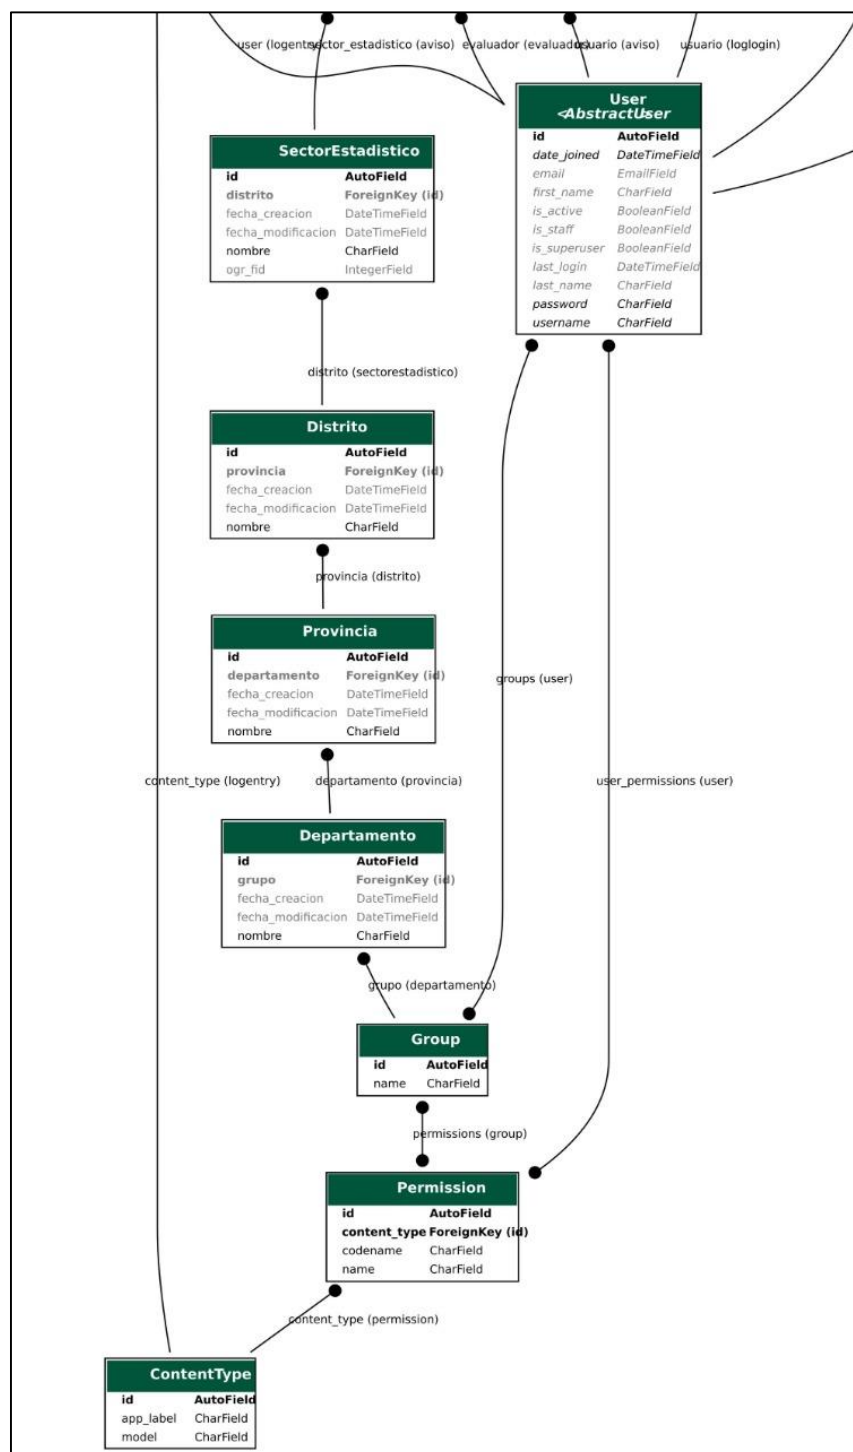 user (logentry)
sector_estadistico (aviso)
evaluador (evaluados)
usuario (aviso)
usuario (loglogin)
User
<AbstractUser>
id AutoField
date_joined DateTimeField
email EmailField
first_name CharField
is_active BooleanField
is_staff BooleanField
is_superuser BooleanField
last_login DateTimeField
last_name CharField
password CharField
username CharField
SectorEstadistico
id AutoField
distrito ForeignKey (id)
fecha_creacion DateTimeField
fecha_modificacion DateTimeField
nombre CharField
ogr_fid IntegerField
distrito (sectorestadistico)
Distrito
id AutoField
provincia ForeignKey (id)
fecha_creacion DateTimeField
fecha_modificacion DateTimeField
nombre CharField
provincia (distrito)
Provincia
id AutoField
departamento ForeignKey (id)
fecha_creacion DateTimeField
fecha_modificacion DateTimeField
nombre CharField
groups (user)
content_type (logentry)
departamento (provincia)
user_permissions (user)
Departamento
id AutoField
grupo ForeignKey (id)
fecha_creacion DateTimeField
fecha_modificacion DateTimeField
nombre CharField
grupo (departamento)
Group
id AutoField
name CharField
permissions (group)
Permission
id AutoField
content_type ForeignKey (id)
codename CharField
name CharField
content_type (permission)
ContentType
id AutoField
app_label CharField
model CharField